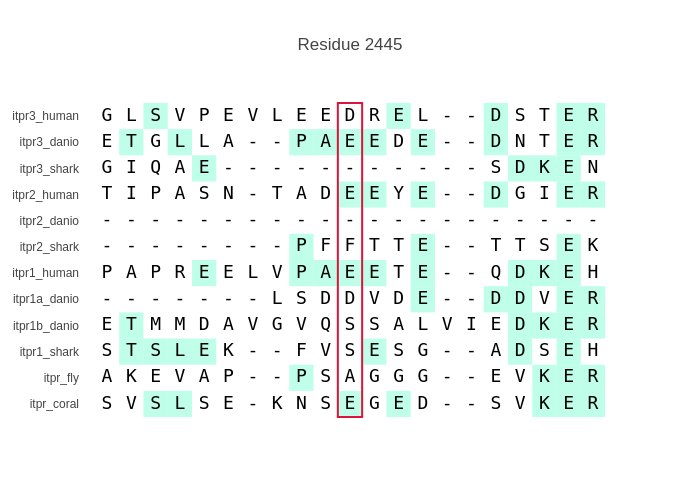 Residue 2445
itpr3_human G L S V P E V L E E D R E L - - D S T E R
itpr3_danio E T G L L A - - P A E E D E - - D N T E R
itpr3_shark G I Q A E - - - - - - - - - - - S D K E N
itpr2_human T I P A S N - T A D E E Y E - - D G I E R
itpr2_danio - - - - - - - - - - - - - - - - - - - - -
itpr2_shark - - - - - - - - P F F T T E - - T T S E K
itpr1_human P A P R E E L V P A E E T E - - Q D K E H
itpr1a_danio - - - - - - - L S D D V D E - - D D V E R
itpr1b_danio E T M M D A V G V Q S S A L V I E D K E R
itpr1_shark S T S L E K - - F V S E S G - - A D S E H
itpr_fly A K E V A P - - P S A G G G - - E V K E R
itpr_coral S V S L S E - K N S E G E D - - S V K E R